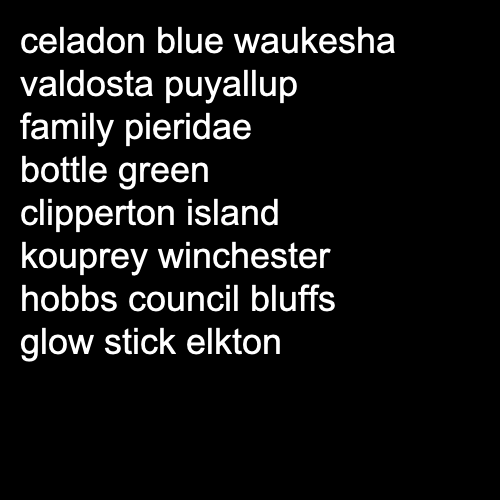 celadon blue waukesha
valdosta puyallup
family pieridae
bottle green
clipperton island
kouprey winchester
hobbs council bluffs
glow stick elkton